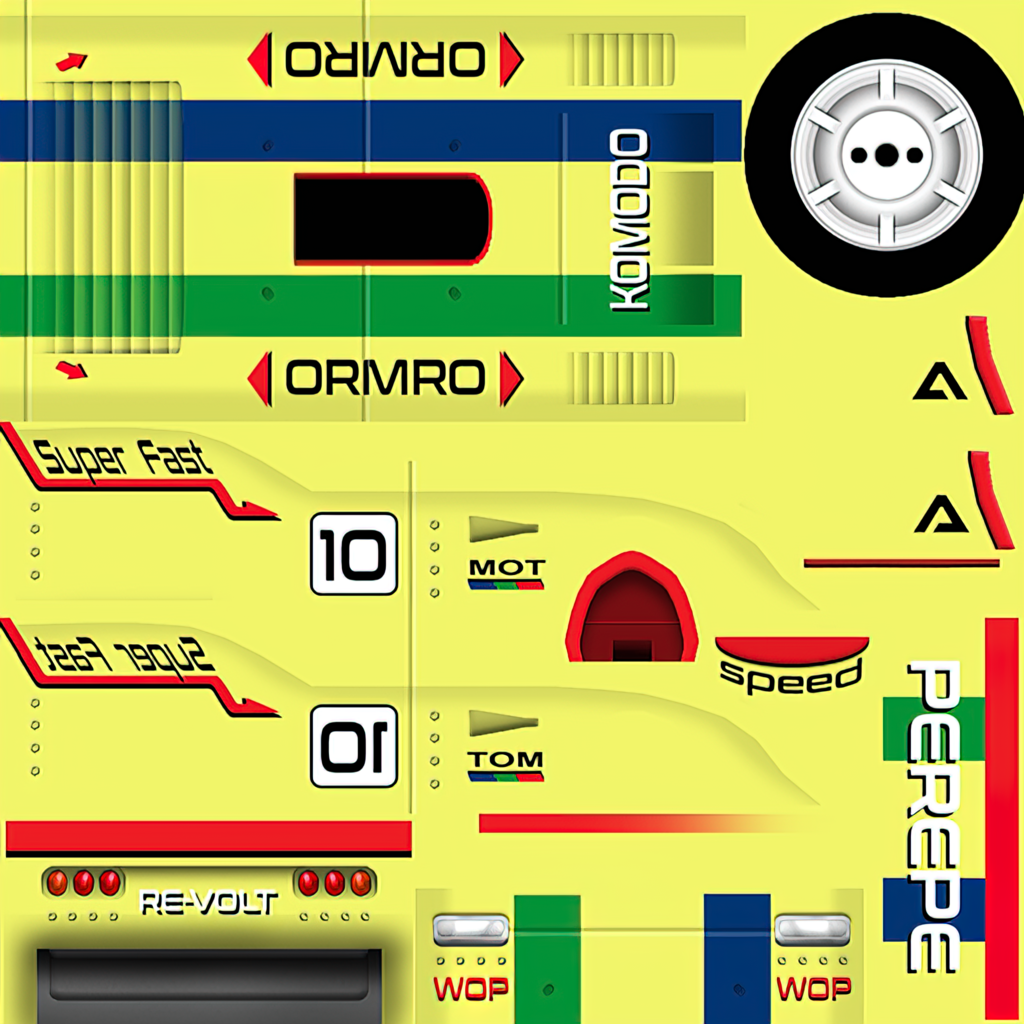 ORMRO
KOMODO
ORMRO
A
Super Fast
A
10
MOT
Super Fast
speed
10
TOM
PEREPE
RE-VOLT
WOP
WOP